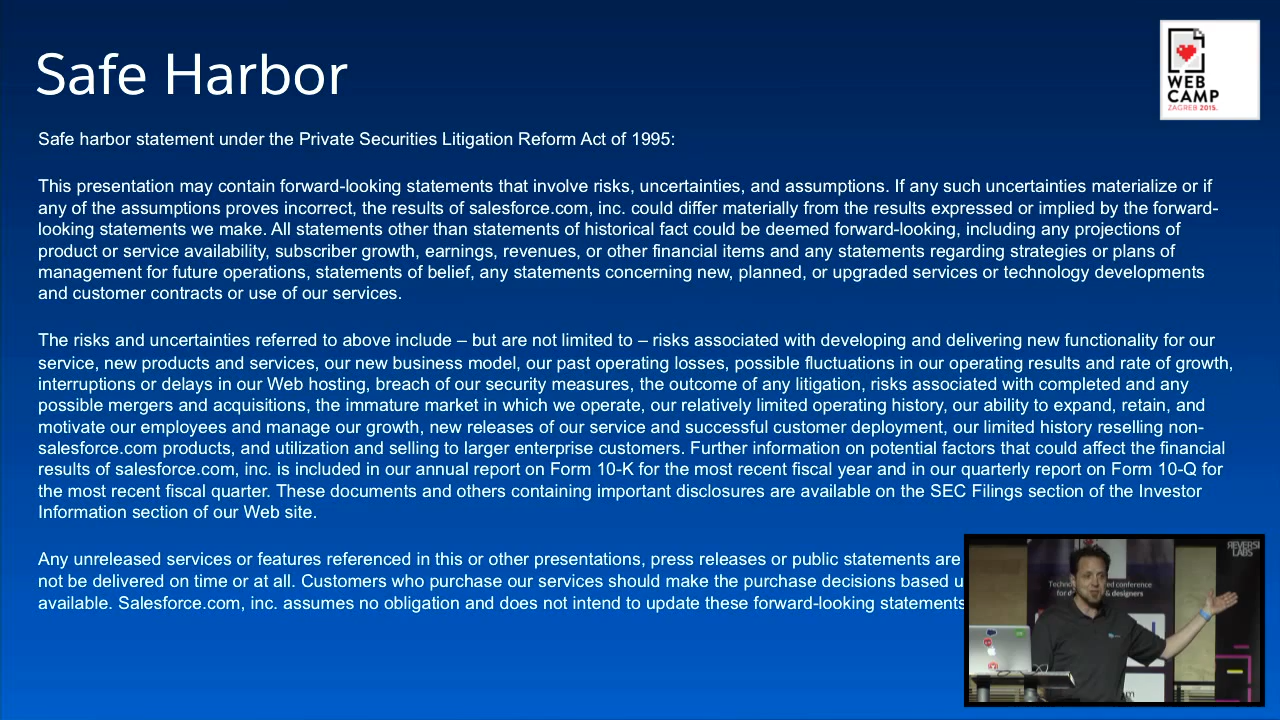 Safe Harbor
WEB
CAMP
ZAGREB 2015.
Safe harbor statement under the Private Securities Litigation Reform Act of 1995:
This presentation may contain forward-looking statements that involve risks, uncertainties, and assumptions. If any such uncertainties materialize or if
any of the assumptions proves incorrect, the results of salesforce.com, inc. could differ materially from the results expressed or implied by the forward-
looking statements we make. All statements other than statements of historical fact could be deemed forward-looking, including any projections of
product or service availability, subscriber growth, earnings, revenues, or other financial items and any statements regarding strategies or plans of
management for future operations, statements of belief, any statements concerning new, planned, or upgraded services or technology developments
and customer contracts or use of our services.
The risks and uncertainties referred to above include – but are not limited to – risks associated with developing and delivering new functionality for our
service, new products and services, our new business model, our past operating losses, possible fluctuations in our operating results and rate of growth,
interruptions or delays in our Web hosting, breach of our security measures, the outcome of any litigation, risks associated with completed and any
possible mergers and acquisitions, the immature market in which we operate, our relatively limited operating history, our ability to expand, retain, and
motivate our employees and manage our growth, new releases of our service and successful customer deployment, our limited history reselling non-
salesforce.com products, and utilization and selling to larger enterprise customers. Further information on potential factors that could affect the financial
results of salesforce.com, inc. is included in our annual report on Form 10-K for the most recent fiscal year and in our quarterly report on Form 10-Q for
the most recent fiscal quarter. These documents and others containing important disclosures are available on the SEC Filings section of the Investor
Information section of our Web site.
Any unreleased services or features referenced in this or other presentations, press releases or public statements are
not be delivered on time or at all. Customers who purchase our services should make the purchase decisions based u
available. Salesforce.com, inc. assumes no obligation and does not intend to update these forward-looking statements
LABS
conference
& designers